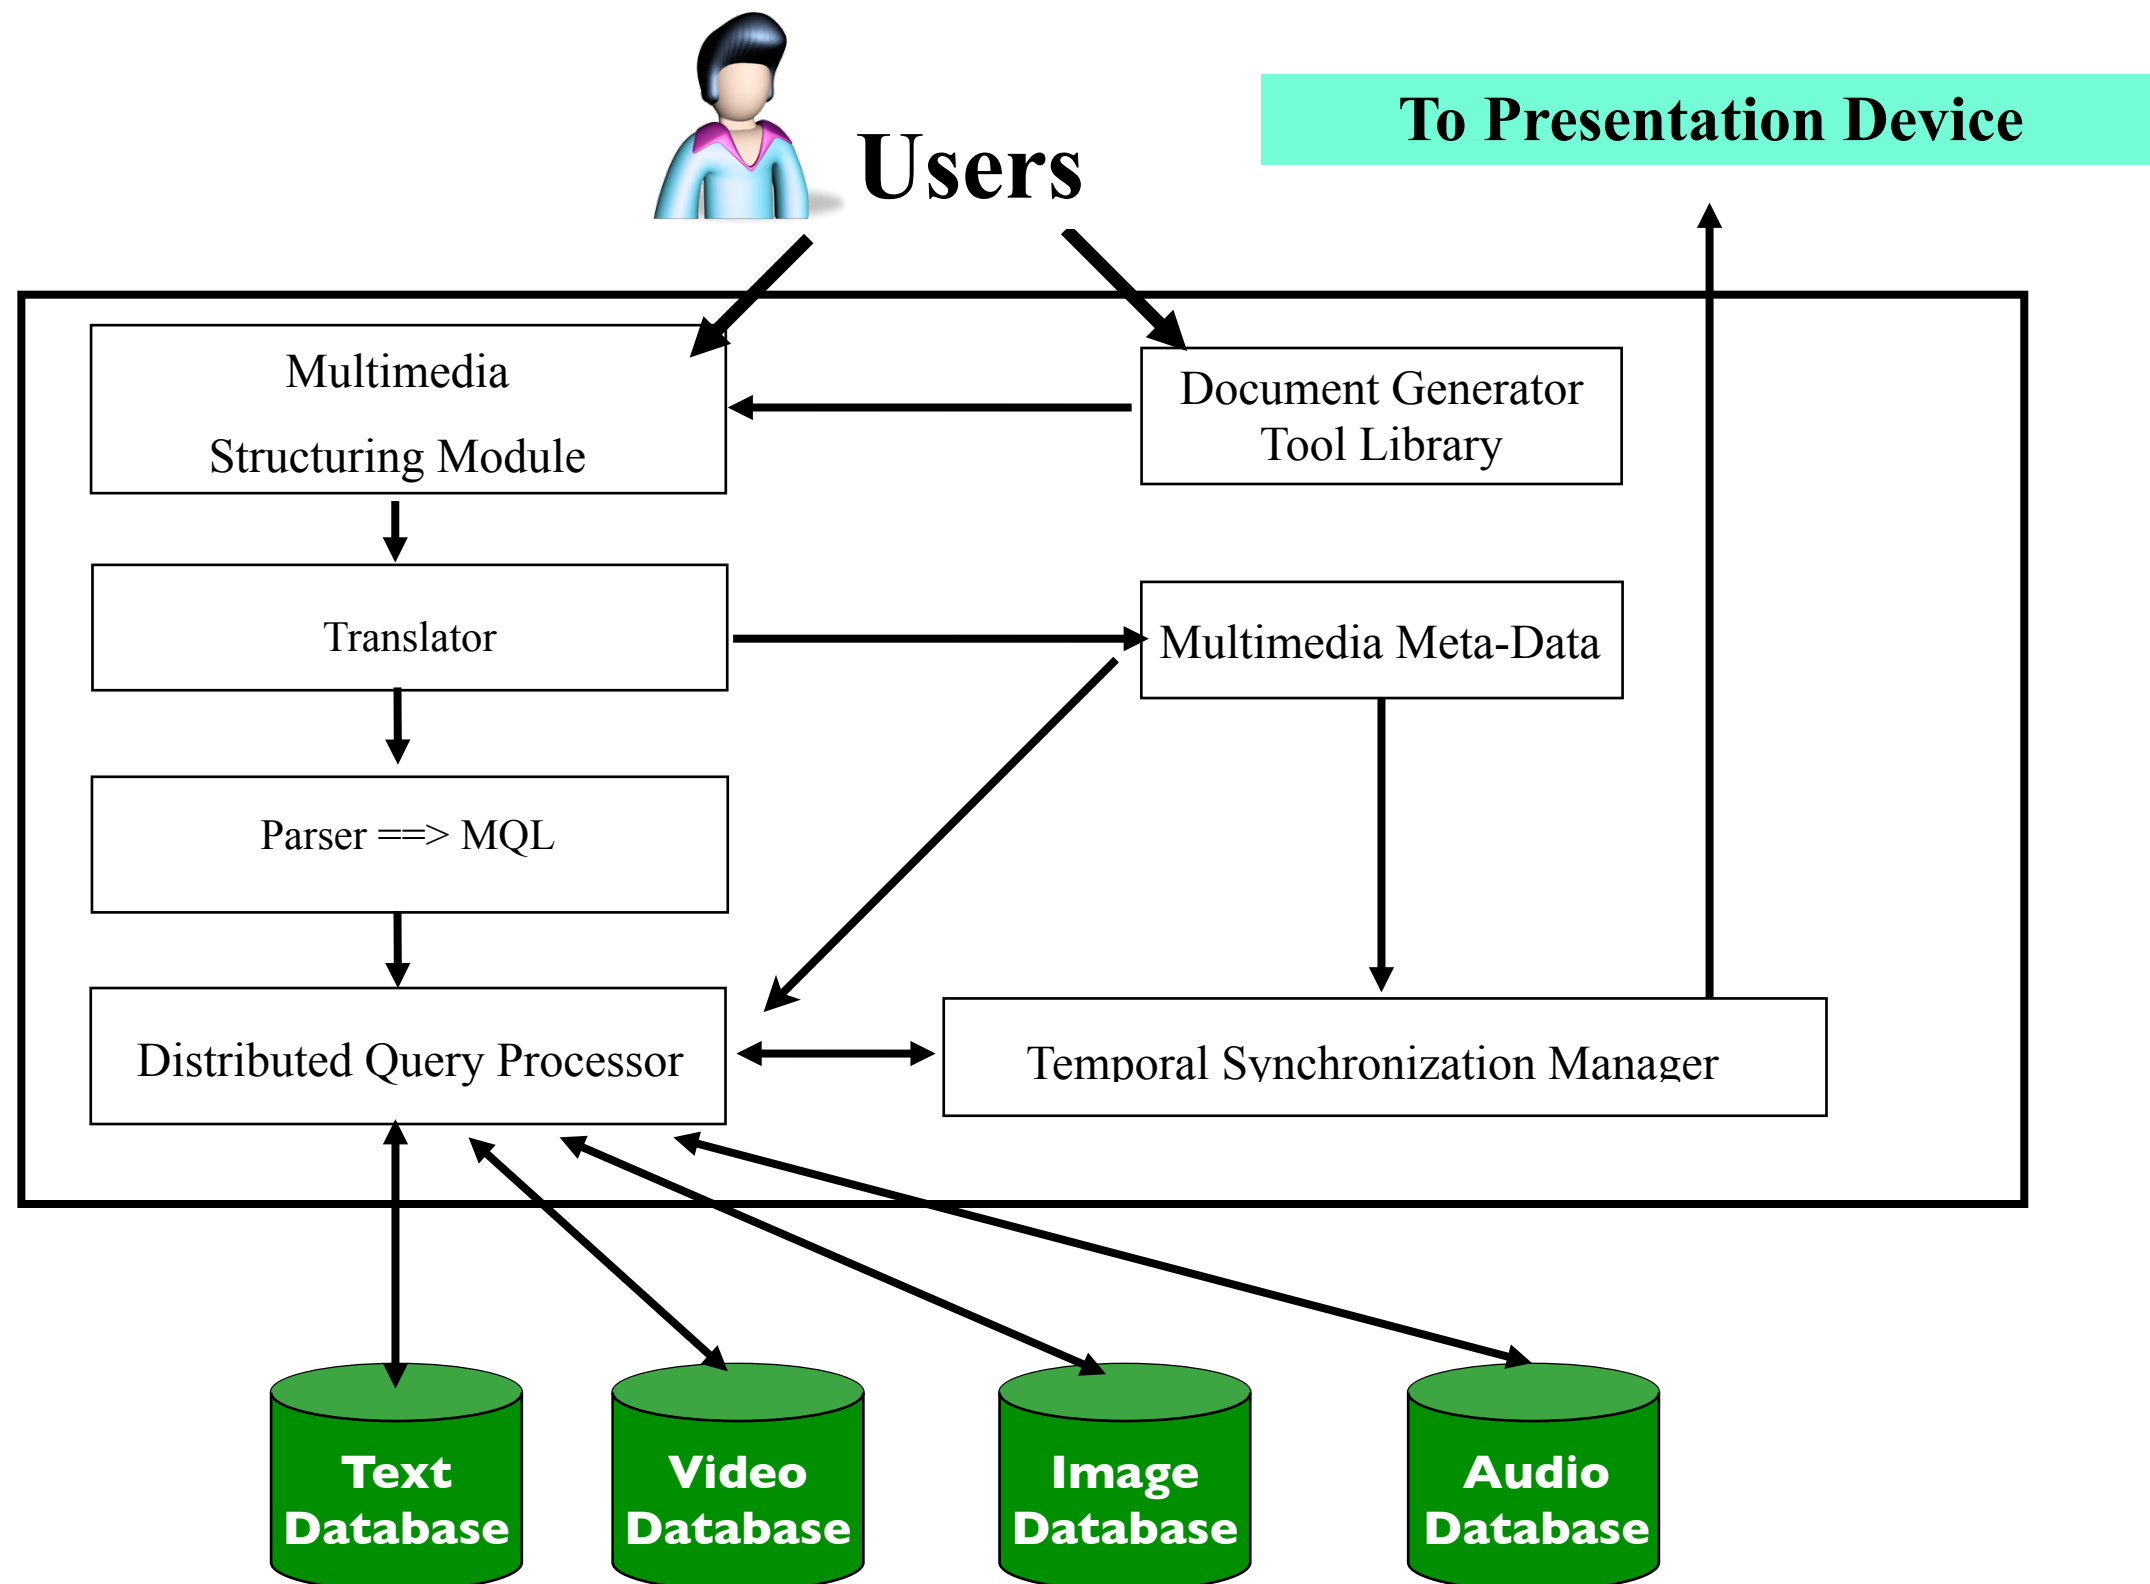 Users
To Presentation Device
Multimedia
Structuring Module
Document Generator
Tool Library
Translator
Multimedia Meta-Data
Parser ==> MQL
Distributed Query Processor
Temporal Synchronization Manager
Text
Database
Video
Database
Image
Database
Audio
Database